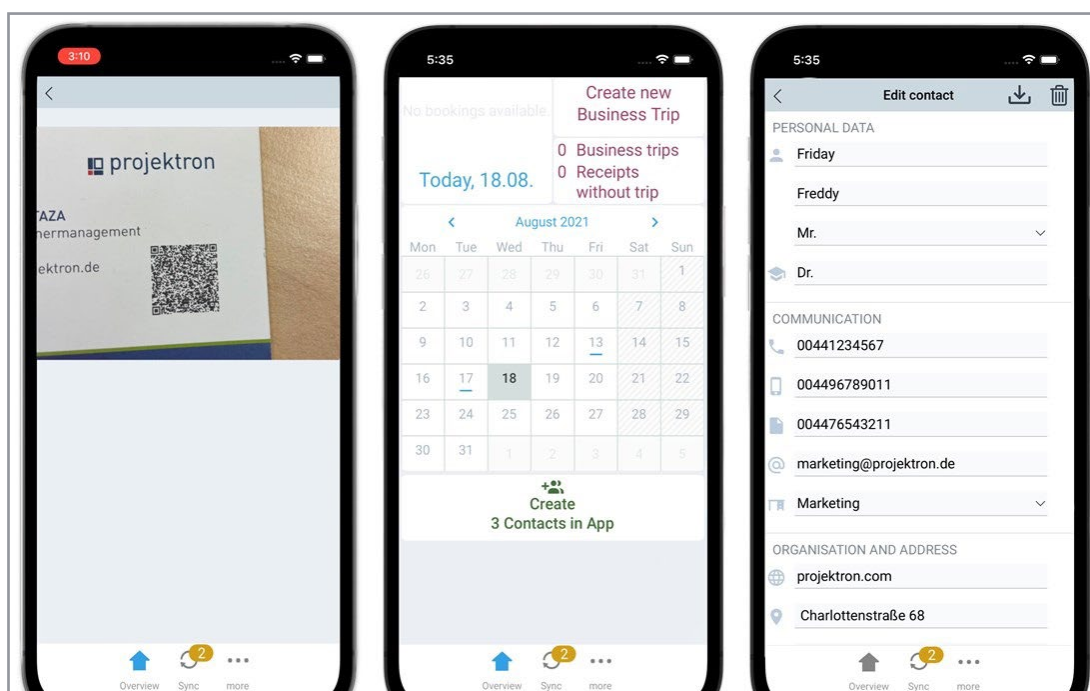 3:10
projektron
TAZA
nermanagement
ektron.de
Overview
Sync
2
more
5:35
No bookings available.
Create new
Business Trip
Today, 18.08.
0 Business trips
0 Receipts
without trip
< August 2021 >
Mon Tue Wed Thu Fri Sat Sun
26 27 28 29 30 31 1
2 3 4 5 6 7 8
9 10 11 12 13 14 15
16 17 18 19 20 21 22
23 24 25 26 27 28 29
30 31 1 2 3 4 5
Create
3 Contacts in App
Overview
Sync
2
more
5:35
Edit contact
PERSONAL DATA
Friday
Freddy
Mr.
Dr.
COMMUNICATION
00441234567
004496789011
004476543211
marketing@projektron.de
Marketing
ORGANISATION AND ADDRESS
projektron.com
Charlottenstraße 68
Overview
Sync
2
more